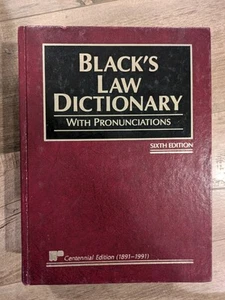 BLACK'S
LAW
DICTIONARY
WITH PRONUNCIATIONS
SIXTH EDITION
Centennial Edition (1891-1991)